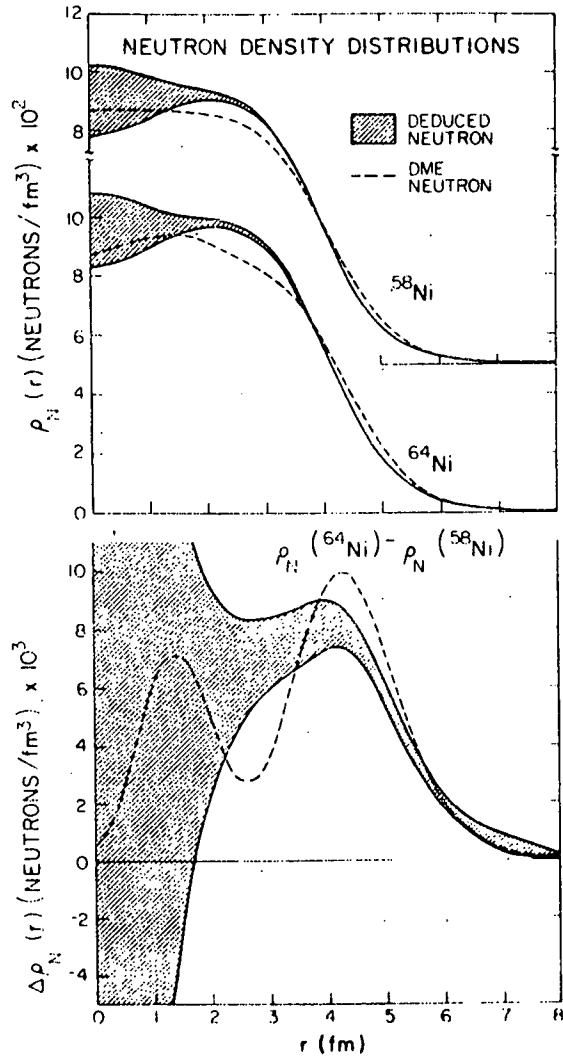 12
NEUTRON DENSITY DISTRIBUTIONS
10
8
DEDUCED
NEUTRON
DME
NEUTRON
10
8
6
4
2
0
58Ni
64Ni
ρN (r) (NEUTRONS/fm³) × 10²
ρN (64Ni) - ρN (58Ni)
10
8
6
4
2
0
-2
-4
ΔρN (r) (NEUTRONS/fm³) × 10³
0 1 2 3 4 5 6 7 8
r (fm)